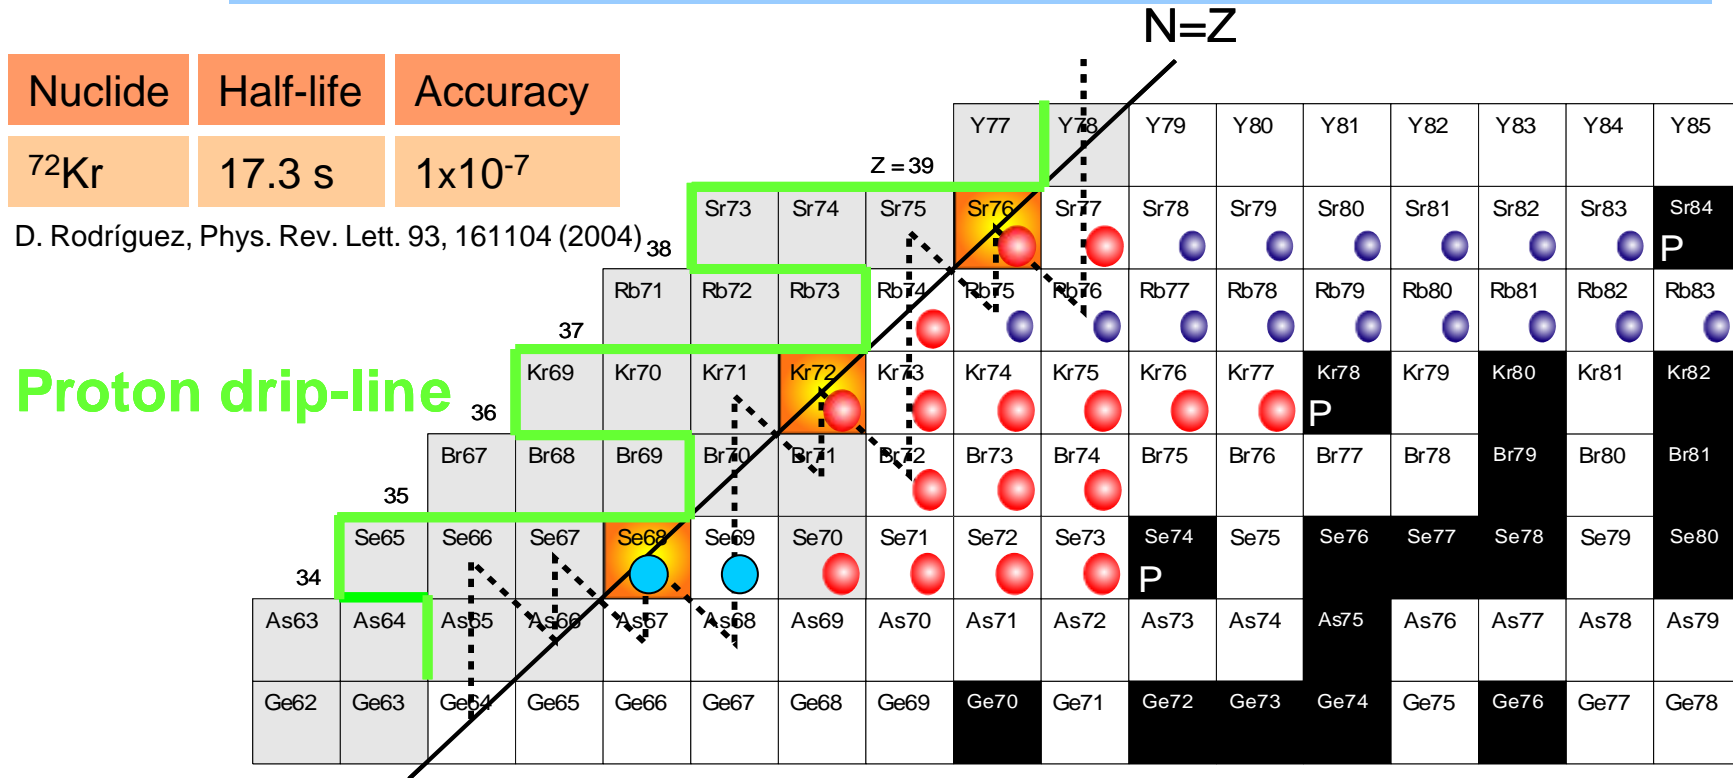 N=Z
Nuclide Half-life Accuracy
⁷²Kr 17.3 s 1x10⁻⁷
D. Rodríguez, Phys. Rev. Lett. 93, 161104 (2004)
Y77 Y78 Y79 Y80 Y81 Y82 Y83 Y84 Y85
Z = 39
Sr73 Sr74 Sr75 Sr76 Sr77 Sr78 Sr79 Sr80 Sr81 Sr82 Sr83 Sr84
P
38
Rb71 Rb72 Rb73 Rb74 Rb75 Rb76 Rb77 Rb78 Rb79 Rb80 Rb81 Rb82 Rb83
37
Proton drip-line
Kr69 Kr70 Kr71 Kr72 Kr73 Kr74 Kr75 Kr76 Kr77 Kr78 Kr79 Kr80 Kr81 Kr82
P
36
Br67 Br68 Br69 Br70 Br71 Br72 Br73 Br74 Br75 Br76 Br77 Br78 Br79 Br80 Br81
35
Se65 Se66 Se67 Se68 Se69 Se70 Se71 Se72 Se73 Se74 Se75 Se76 Se77 Se78 Se79 Se80
P
34
As63 As64 As65 As66 As67 As68 As69 As70 As71 As72 As73 As74 As75 As76 As77 As78 As79
Ge62 Ge63 Ge64 Ge65 Ge66 Ge67 Ge68 Ge69 Ge70 Ge71 Ge72 Ge73 Ge74 Ge75 Ge76 Ge77 Ge78